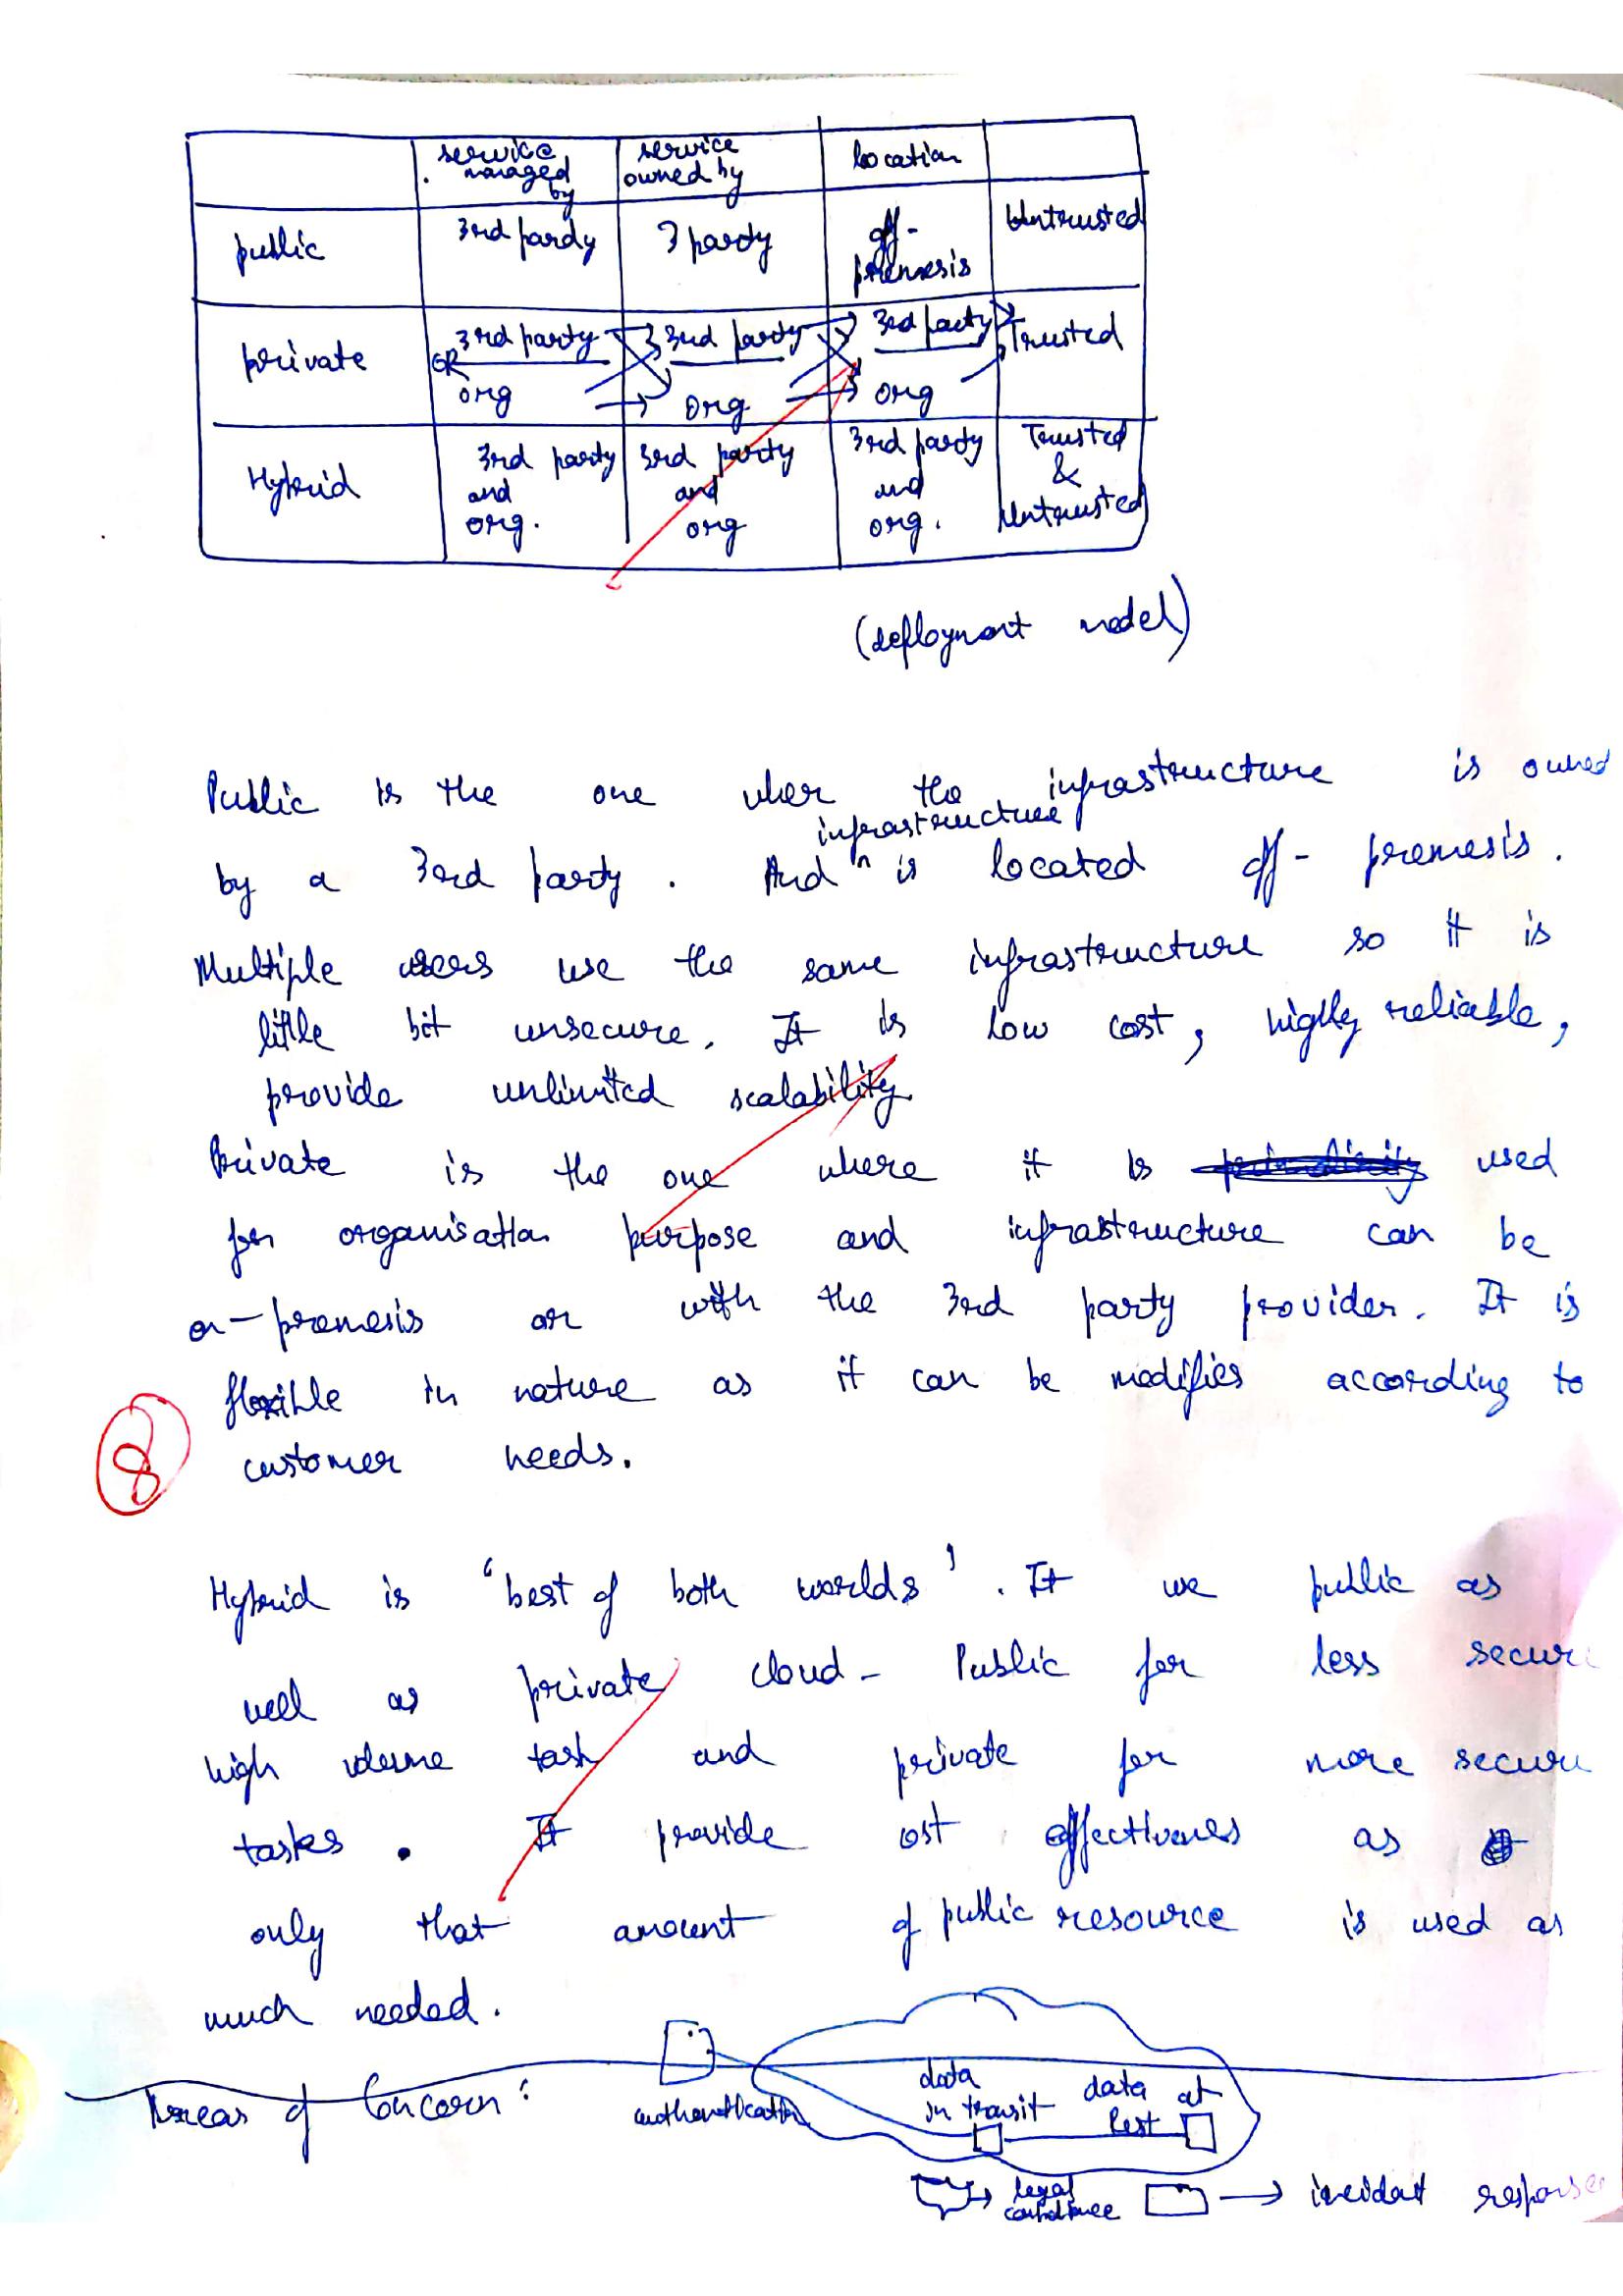 service managed by service owned by location
public 3rd pardy 3 party off-premesis Untrusted
private 3rd party OR org 3rd party org 3rd party org Trusted
Hybrid 3rd party and org. 3rd party and org 3rd party and org. Trusted & Untrusted
(deployment model)
Public is the one wher the infrastructure is owned
by a 3rd party. And infrastructure is located off-premesis.
Multiple users use the same infrastructure so it is
little bit unsecure. It is low cost, highly reliable,
provide unlimited scalability.
Private is the one where it is used
for organisation purpose and infrastructure can be
on-premesis or with the 3rd party provider. It is
flexible in nature as it can be modifies according to
customer needs.
8
Hybrid is 'best of both worlds'. It use public as
well as private cloud- Public for less secure
high volume task and private for more secure
tasks. It provide cost effectivenes as
only that amount of public resource is used as
much needed.
Areas of Concern: authentication data in transit data at Rest
legal compliance incident response